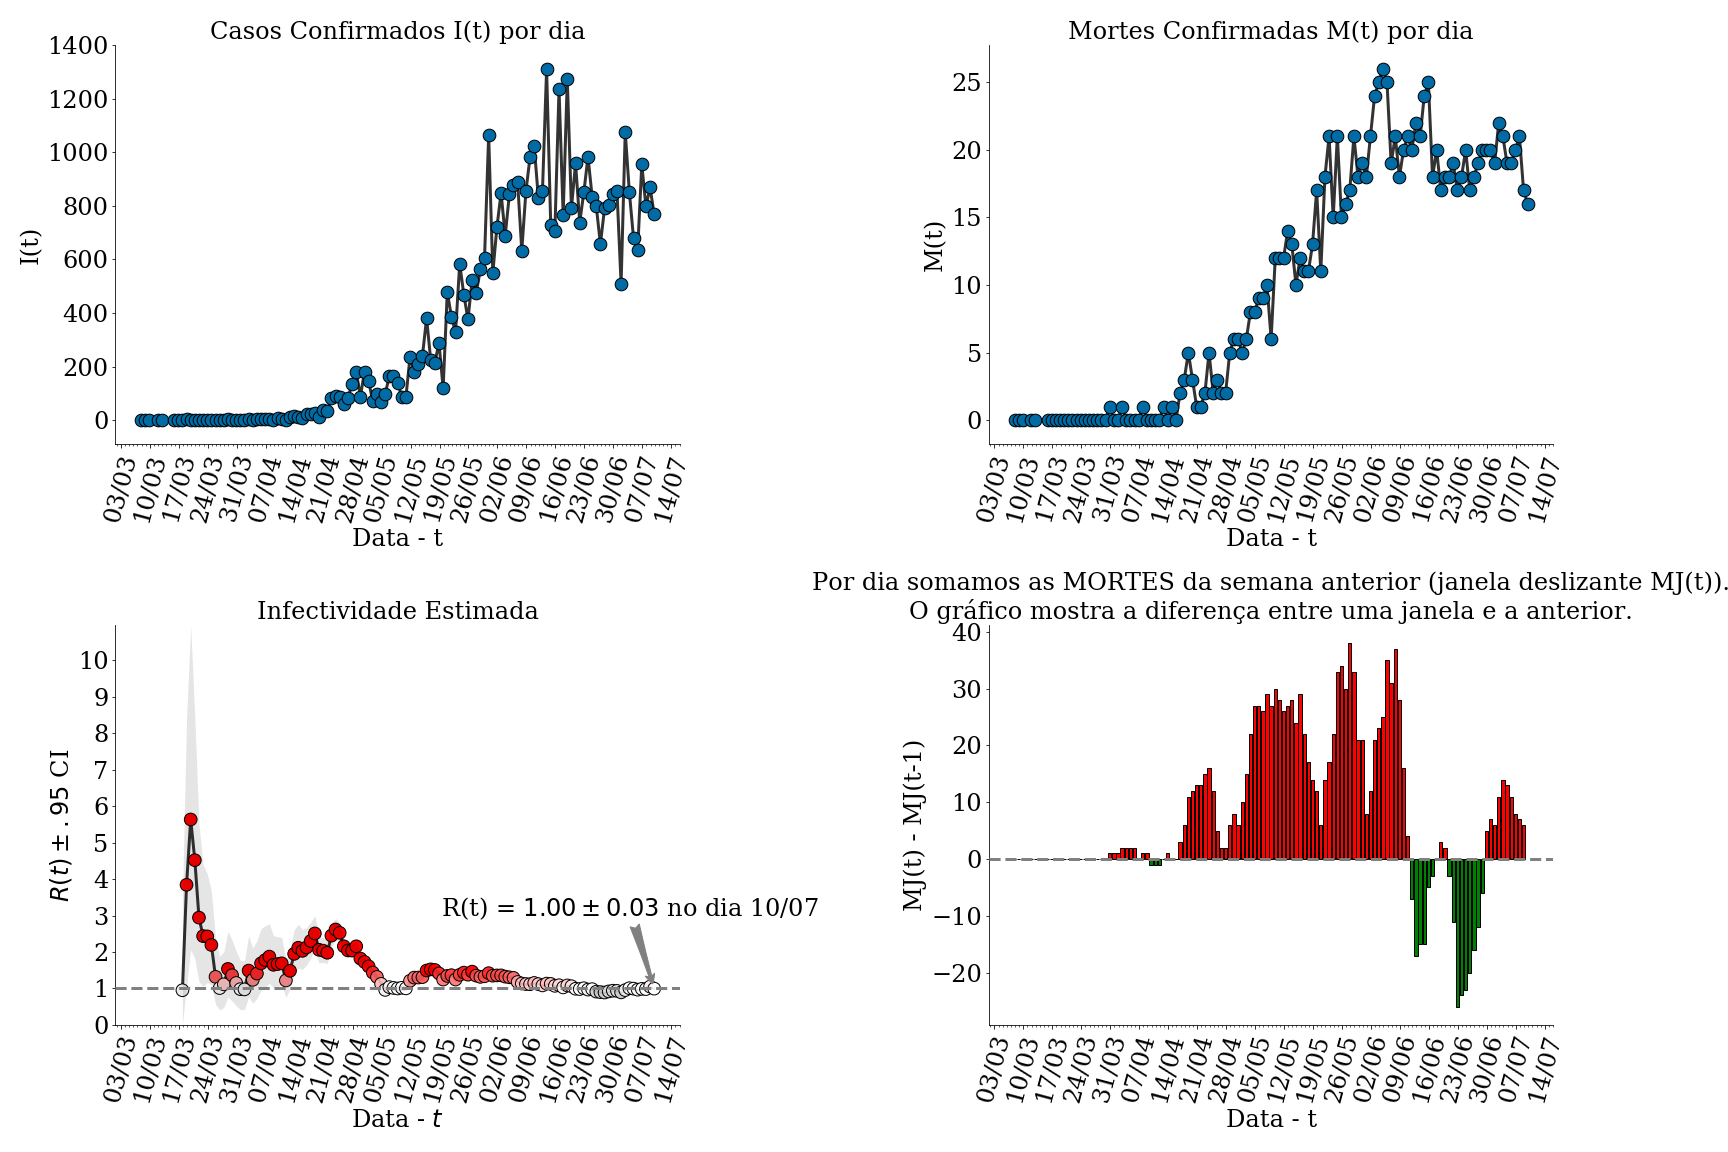 Casos Confirmados I(t) por dia
1400
1200
1000
800
600
400
200
0
I(t)
03/03 10/03 17/03 24/03 31/03 07/04 14/04 21/04 28/04 05/05 12/05 19/05 26/05 02/06 09/06 16/06 23/06 30/06 07/07 14/07
Data - t
Mortes Confirmadas M(t) por dia
25
20
15
10
5
0
M(t)
03/03 10/03 17/03 24/03 31/03 07/04 14/04 21/04 28/04 05/05 12/05 19/05 26/05 02/06 09/06 16/06 23/06 30/06 07/07 14/07
Data - t
Infectividade Estimada
10
9
8
7
6
5
4
3
2
1
0
R(t) ± .95 CI
R(t) = 1.00 ± 0.03 no dia 10/07
03/03 10/03 17/03 24/03 31/03 07/04 14/04 21/04 28/04 05/05 12/05 19/05 26/05 02/06 09/06 16/06 23/06 30/06 07/07 14/07
Data - t
Por dia somamos as MORTES da semana anterior (janela deslizante MJ(t)).
O gráfico mostra a diferença entre uma janela e a anterior.
40
30
20
10
0
−10
−20
MJ(t) - MJ(t-1)
03/03 10/03 17/03 24/03 31/03 07/04 14/04 21/04 28/04 05/05 12/05 19/05 26/05 02/06 09/06 16/06 23/06 30/06 07/07 14/07
Data - t